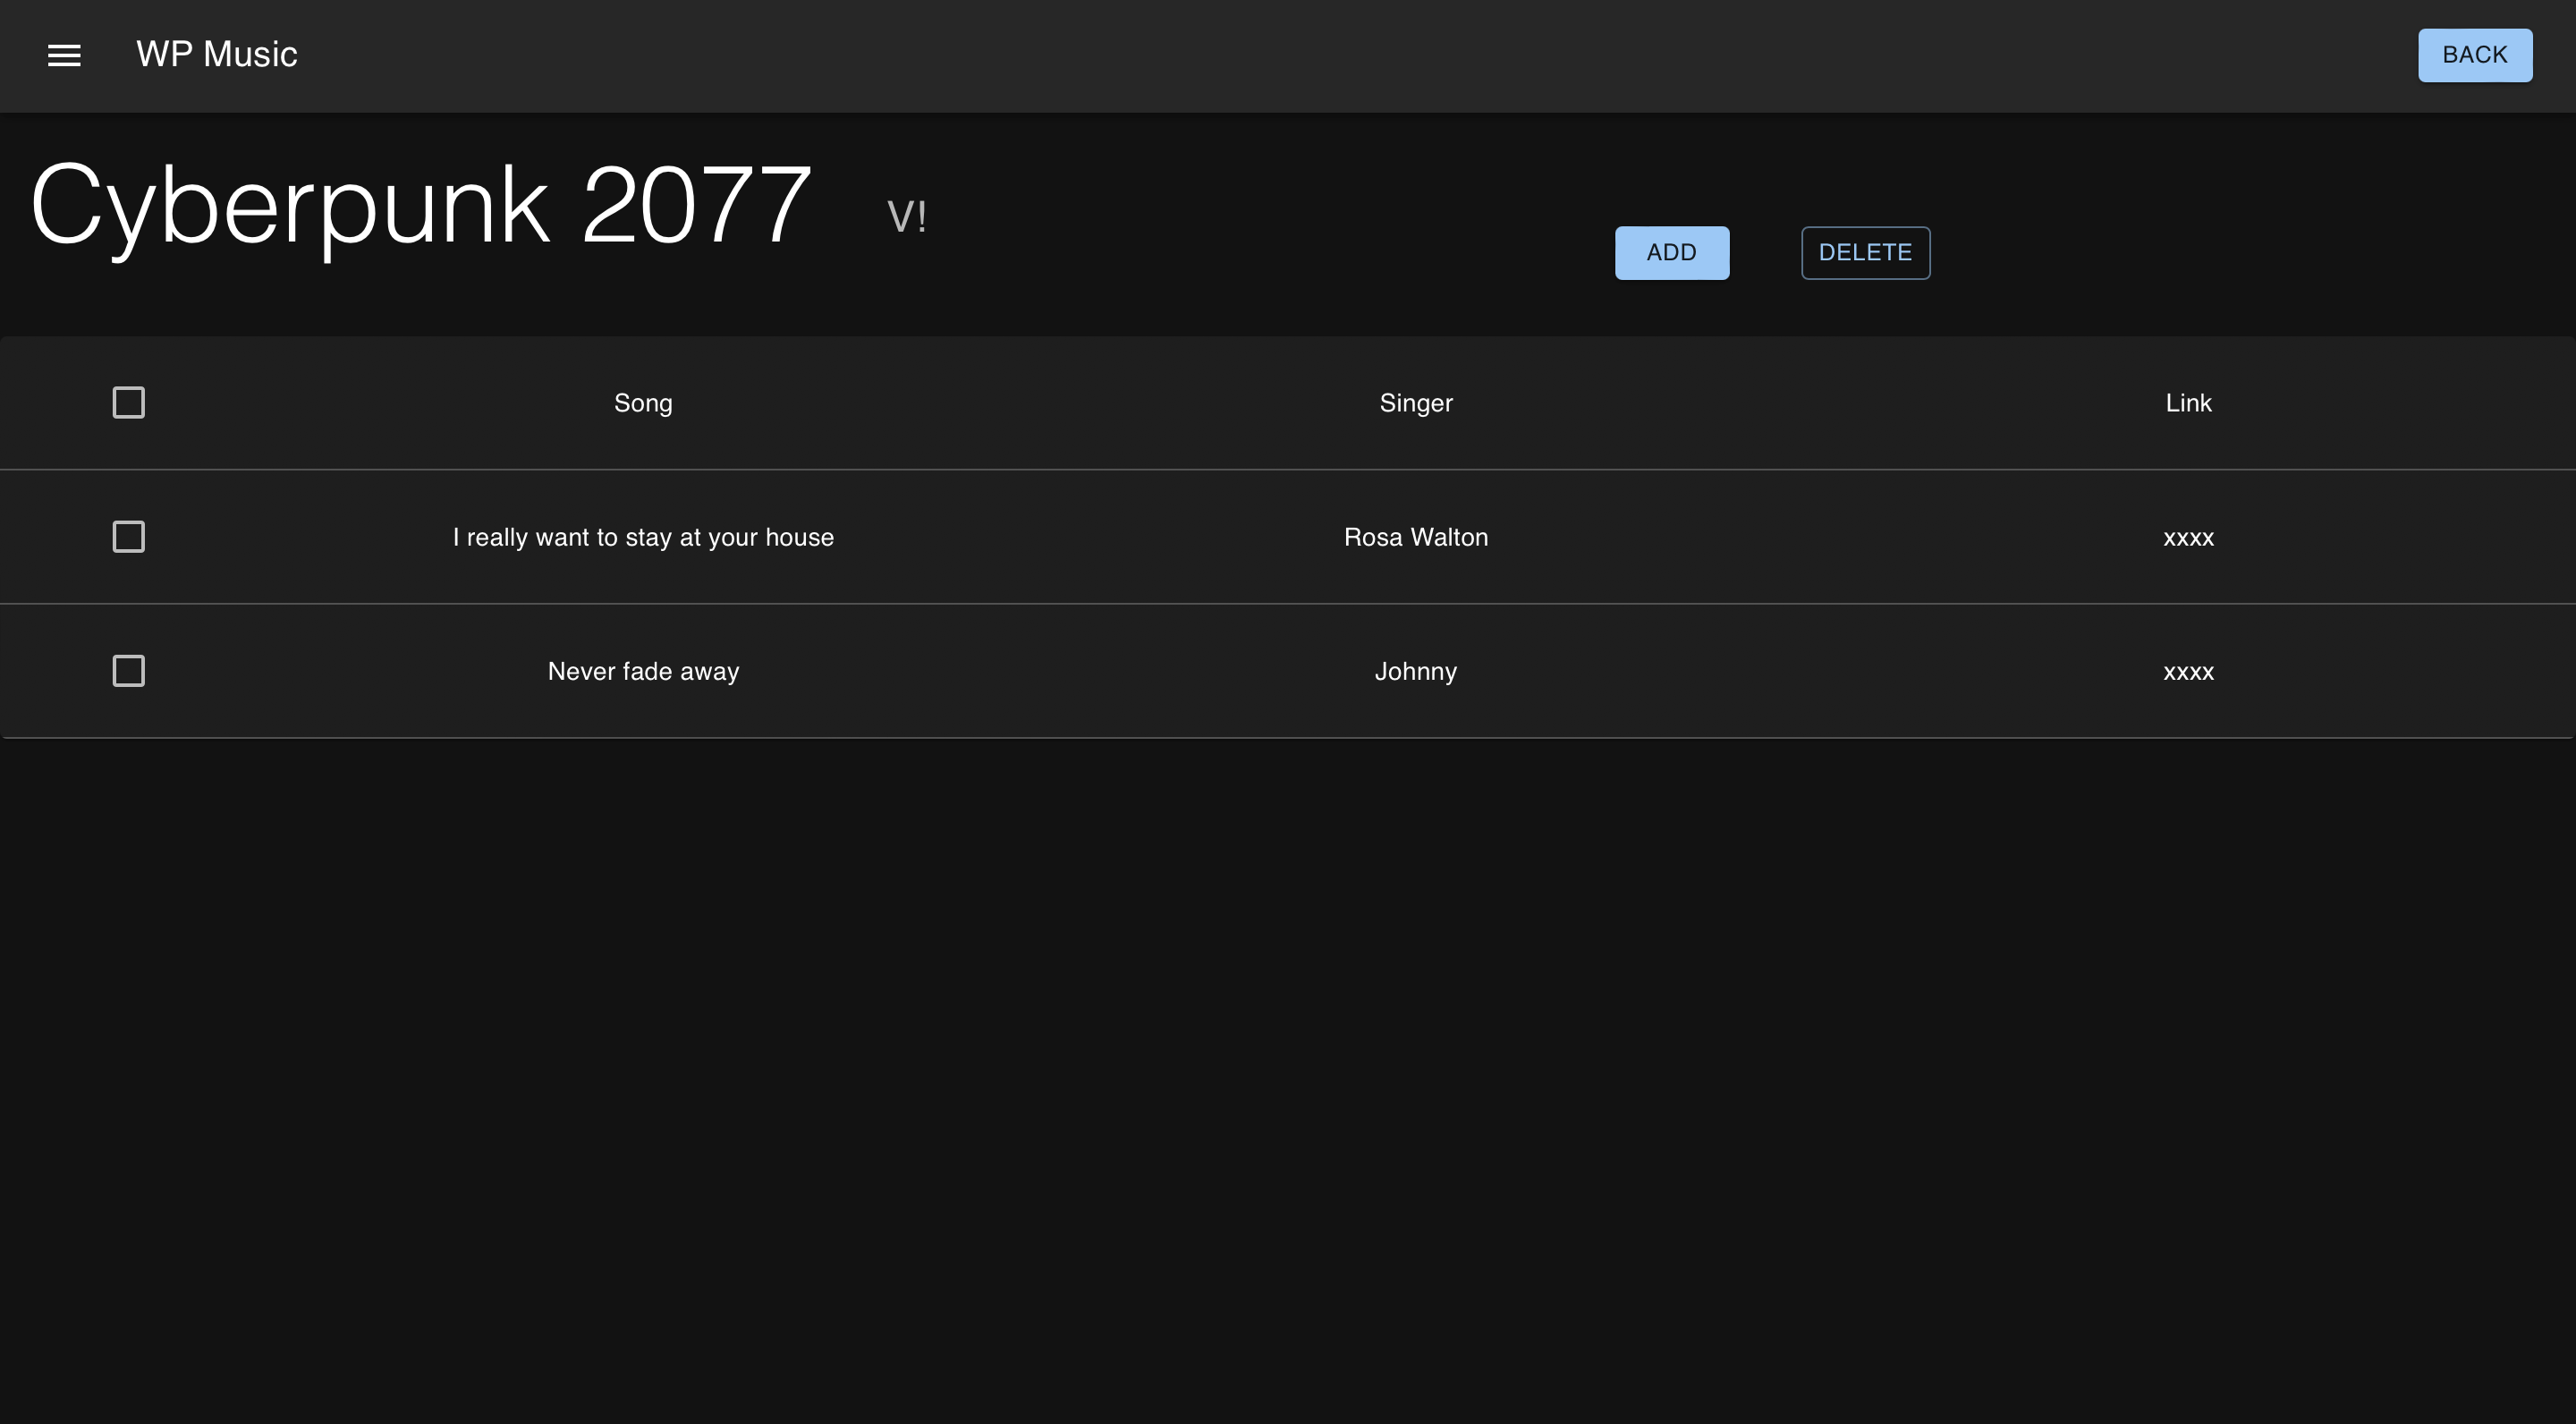 WP Music
BACK
Cyberpunk 2077 V!
ADD DELETE
Song Singer Link
I really want to stay at your house Rosa Walton xxxx
Never fade away Johnny xxxx